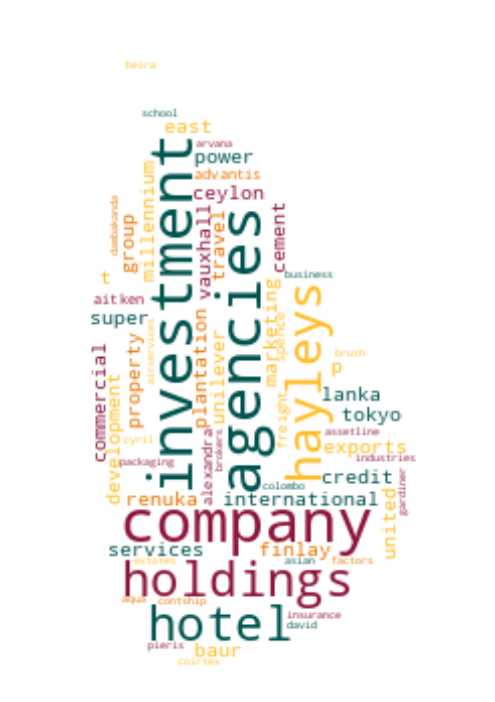 beira
school
east
arvana
power
advantis
ceylon
investment
millennium
dambakanda
group
vauxhall
travel
cement
agencies
t
aitken
super
business
hayleys
marketing
spence
property
airservices
plantation
unilever
commercial
development
brush
p
lanka
tokyo
freight
alexandra
brokers
cyril
assetline
exports
packaging
industries
credit
gardiner
colombo
renuka
international
united
company
services
finlay
estates
asian
factors
holdings
aqua
contship
hotel
insurance
david
pieris
baur
coirtex